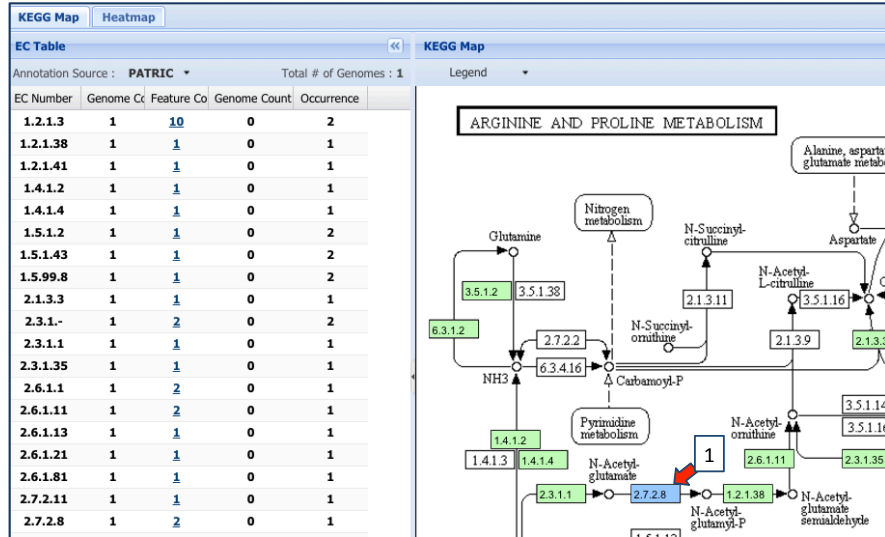 KEGG Map
Heatmap
EC Table
Annotation Source : PATRIC
Total # of Genomes : 1
EC Number Genome Co Feature Co Genome Count Occurrence
1.2.1.3 1 10 0 2
1.2.1.38 1 1 0 1
1.2.1.41 1 1 0 1
1.4.1.2 1 1 0 1
1.4.1.4 1 1 0 1
1.5.1.2 1 1 0 2
1.5.1.43 1 1 0 2
1.5.99.8 1 1 0 2
2.1.3.3 1 1 0 1
2.3.1.- 1 2 0 2
2.3.1.1 1 1 0 1
2.3.1.35 1 1 0 1
2.6.1.1 1 2 0 1
2.6.1.11 1 2 0 1
2.6.1.13 1 1 0 1
2.6.1.21 1 1 0 1
2.6.1.81 1 1 0 1
2.7.2.11 1 1 0 1
2.7.2.8 1 2 0 1
KEGG Map
Legend
ARGININE AND PROLINE METABOLISM
Alanine, asparta
glutamate metabo
Nitrogen
metabolism
Glutamine
N-Succinyl-
citrulline
Aspartate
N-Acetyl-
L-citrulline
3.5.1.2
3.5.1.38
2.1.3.11
3.5.1.16
6.3.1.2
N-Succinyl-
ornithine
2.7.2.2
2.1.3.9
2.1.3.3
6.3.4.16
NH3
Carbamoyl-P
3.5.1.14
3.5.1.16
Pyrimidine
metabolism
N-Acetyl-
ornithine
1.4.1.2
1.4.1.3
1.4.1.4
1
2.6.1.11
2.3.1.35
N-Acetyl-
glutamate
2.3.1.1
2.7.2.8
1.2.1.38
N-Acetyl-
glutamyl-P
N-Acetyl-
glutamate
semialdehyde